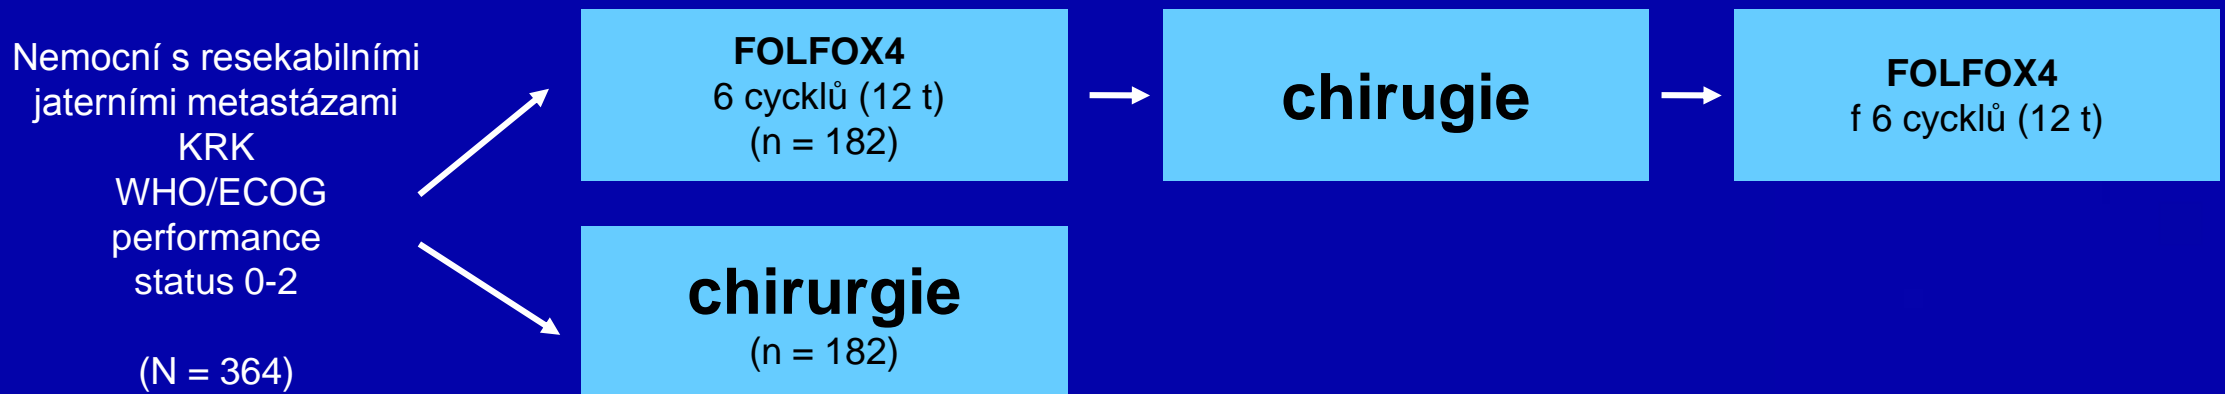 Nemocní s resekabilními
jaterními metastázami
KRK
WHO/ECOG
performance
status 0-2
(N = 364)
FOLFOX4
6 cycklů (12 t)
(n = 182)
chirugie
FOLFOX4
f 6 cycklů (12 t)
chirurgie
(n = 182)